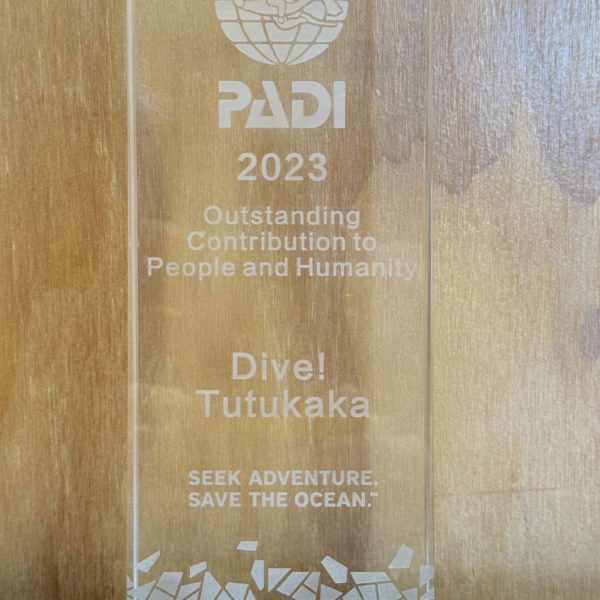 PADI
2023
Outstanding
Contribution to
People and Humanity
Dive!
Tutukaka
SEEK ADVENTURE.
SAVE THE OCEAN.™